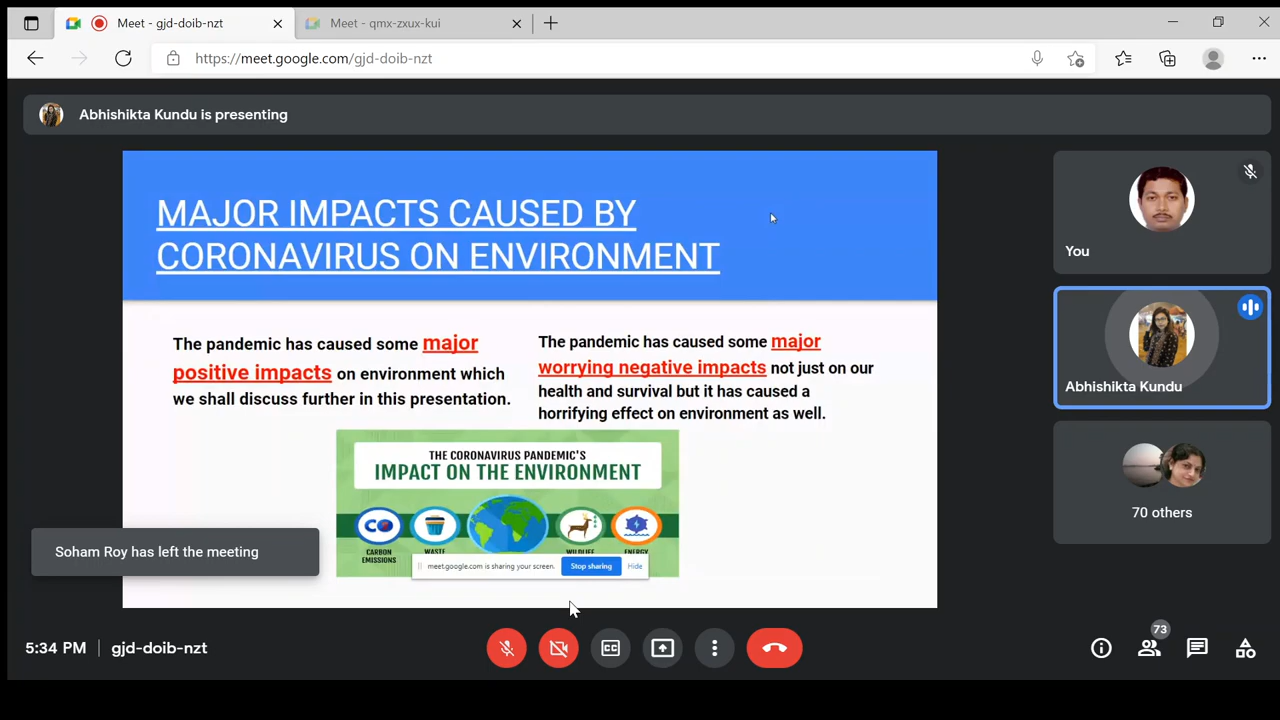 Meet - gjd-doib-nzt
Meet - qmx-zxux-kui
https://meet.google.com/gjd-doib-nzt
Abhishikta Kundu is presenting
MAJOR IMPACTS CAUSED BY
CORONAVIRUS ON ENVIRONMENT
The pandemic has caused some major
positive impacts on environment which
we shall discuss further in this presentation.
The pandemic has caused some major
worrying negative impacts not just on our
health and survival but it has caused a
horrifying effect on environment as well.
THE CORONAVIRUS PANDEMIC'S
IMPACT ON THE ENVIRONMENT
CARBON
EMISSIONS
WASTE
WILDLIFE
ENERGY
meet.google.com is sharing your screen.
Stop sharing
Hide
You
Abhishikta Kundu
70 others
Soham Roy has left the meeting
5:34 PM
gjd-doib-nzt
73